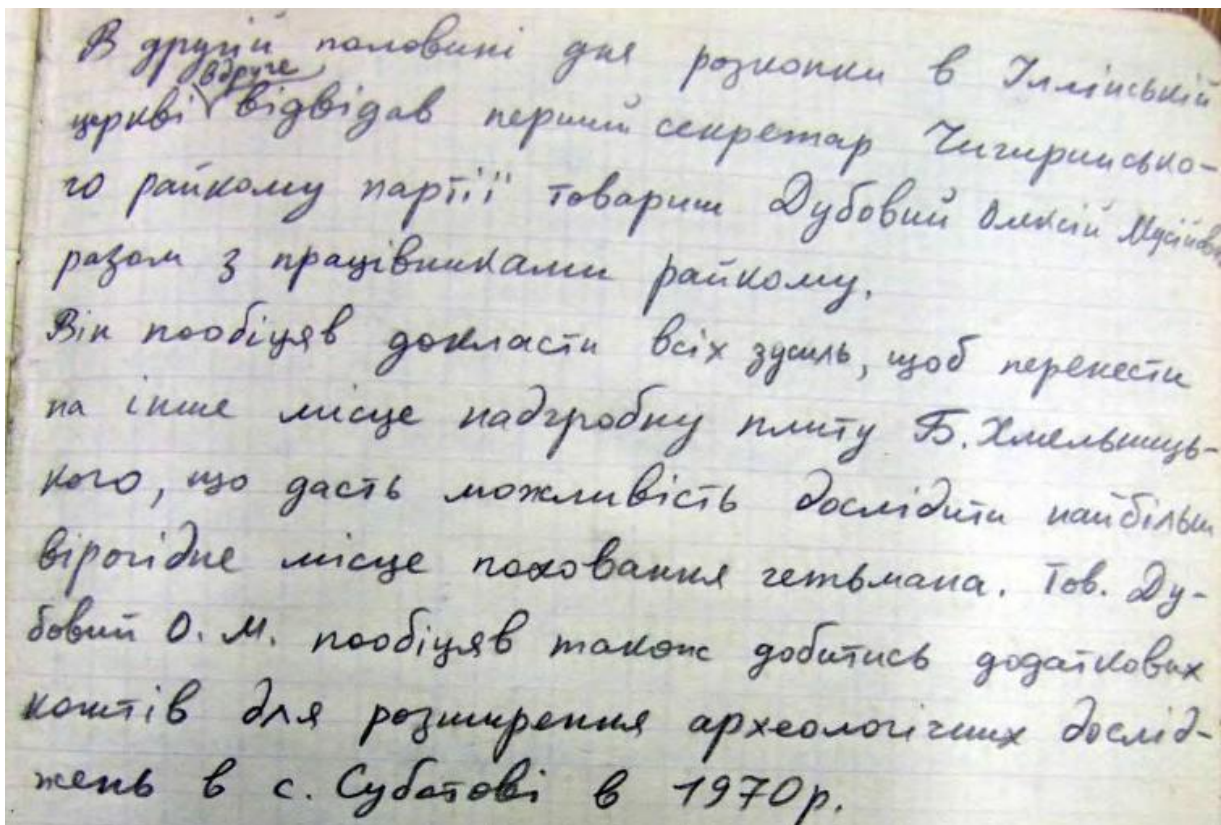 В другій половині дня розкопки в Іллінській
церкві вдруге відвідав перший секретар Чигиринсько-
го райкому партії товариш Дубовий Олексій Мусійович
разом з працівниками райкому.
Він пообіцяв докласти всіх зусиль, щоб перенести
на інше місце надгробну плиту Б. Хмельниць-
кого, що дасть можливість дослідити найбільш
вірогідне місце поховання гетьмана. Тов. Ду-
бовий О. М. пообіцяв також добитись додаткових
коштів для розширення археологічних дослід-
жень в с. Суботові в 1970 р.